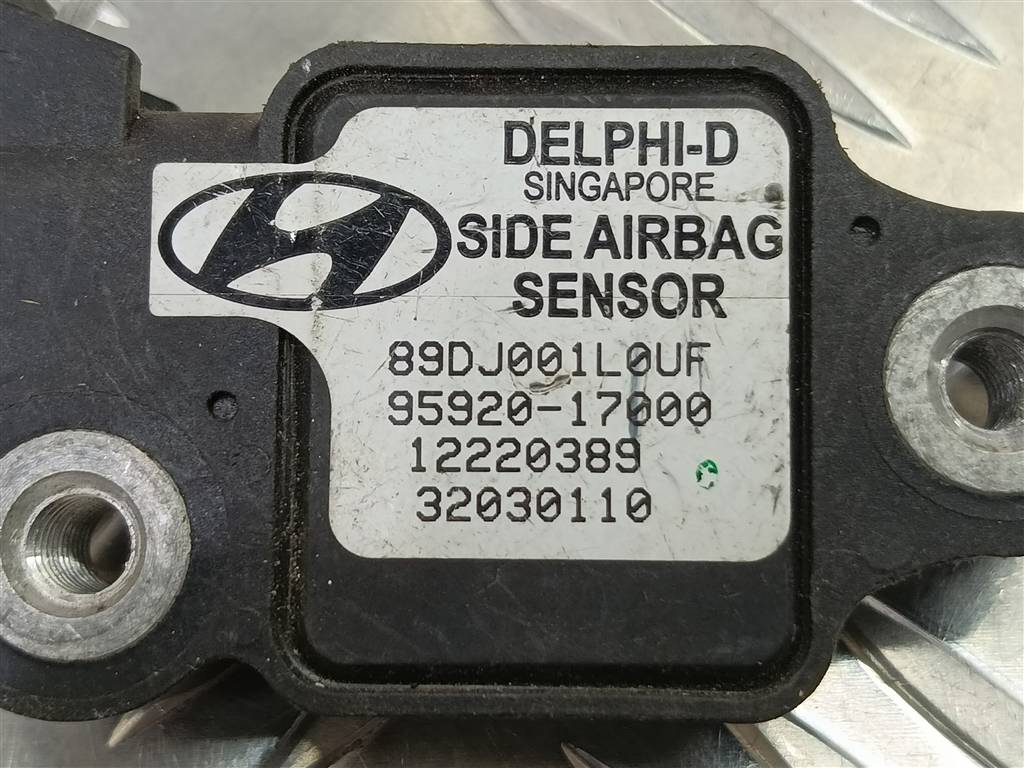 DELPHI-D
SINGAPORE
SIDE AIRBAG
SENSOR
89DJ001L0UF
95920-17000
12220389
32030110